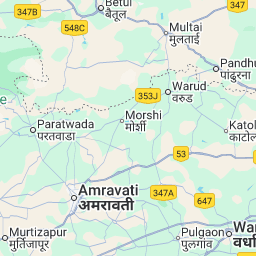 347B
Betul
बैतूल
347
548C
Multai
मुलताई
Pandhu
पांढुरना
Warud
वरुड
353J
Morshi
मोर्शी
Paratwada
परतवाडा
Katol
काटोल
53
Amravati
अमरावती
347A
647
Murtizapur
मुर्तिजापूर
Pulgaon
पुलगाव
War
वर्धा